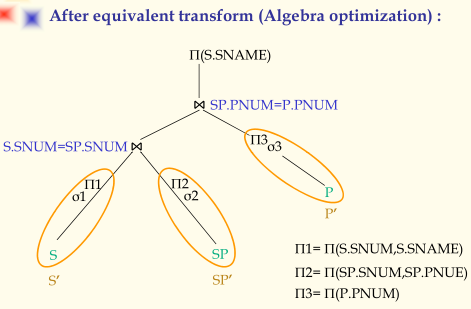 After equivalent transform (Algebra optimization) :
Π(S.SNAME)
⋈ SP.PNUM=P.PNUM
S.SNUM=SP.SNUM ⋈
Π3
σ3
Π1
σ1
Π2
σ2
P
P′
S
SP
S′
SP′
Π1= Π(S.SNUM,S.SNAME)
Π2= Π(SP.SNUM,SP.PNUE)
Π3= Π(P.PNUM)